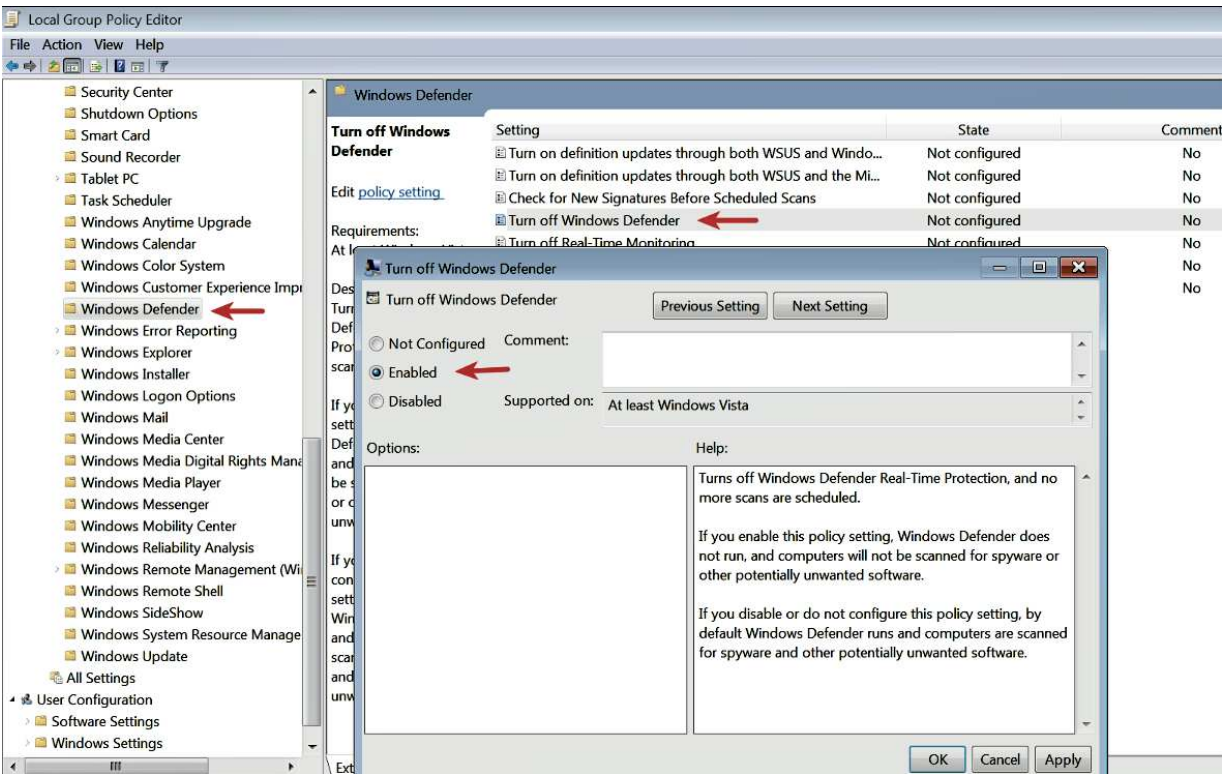 Local Group Policy Editor
File Action View Help
Security Center
Shutdown Options
Smart Card
Sound Recorder
Tablet PC
Task Scheduler
Windows Anytime Upgrade
Windows Calendar
Windows Color System
Windows Customer Experience Impr
Windows Defender
Windows Error Reporting
Windows Explorer
Windows Installer
Windows Logon Options
Windows Mail
Windows Media Center
Windows Media Digital Rights Mana
Windows Media Player
Windows Messenger
Windows Mobility Center
Windows Reliability Analysis
Windows Remote Management (Wi
Windows Remote Shell
Windows SideShow
Windows System Resource Manage
Windows Update
All Settings
User Configuration
Software Settings
Windows Settings
Windows Defender
Turn off Windows
Defender
Edit policy setting
Requirements:
Setting State Comment
Turn on definition updates through both WSUS and Windo... Not configured No
Turn on definition updates through both WSUS and the Mi... Not configured No
Check for New Signatures Before Scheduled Scans Not configured No
Turn off Windows Defender Not configured No
Turn off Real-Time Monitoring Not configured No
No
No
Turn off Windows Defender
Turn off Windows Defender
Previous Setting Next Setting
Not Configured Comment:
Enabled
Disabled Supported on: At least Windows Vista
Options: Help:
Turns off Windows Defender Real-Time Protection, and no
more scans are scheduled.
If you enable this policy setting, Windows Defender does
not run, and computers will not be scanned for spyware or
other potentially unwanted software.
If you disable or do not configure this policy setting, by
default Windows Defender runs and computers are scanned
for spyware and other potentially unwanted software.
OK Cancel Apply